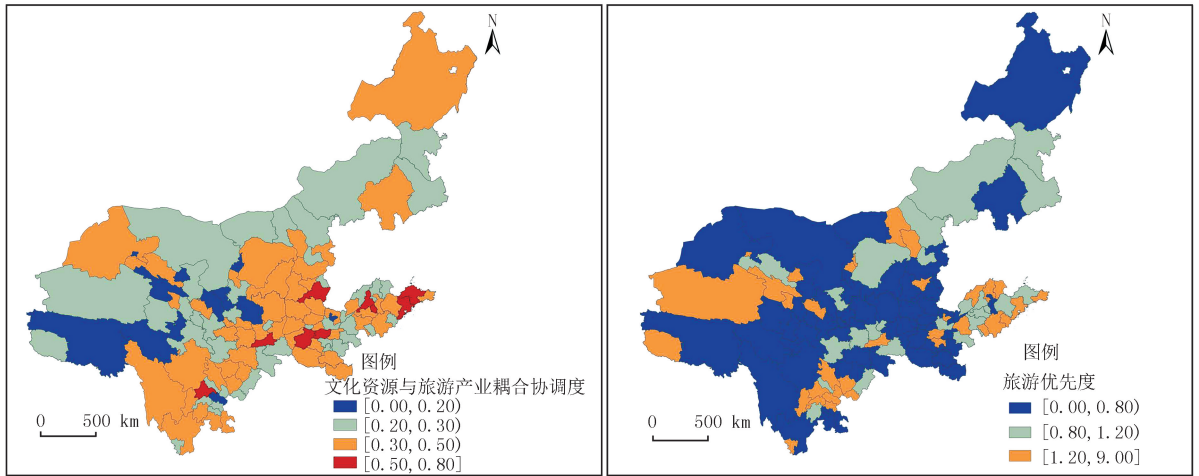 N
图例
文化资源与旅游产业耦合协调度
[0.00,0.20)
[0.20,0.30)
[0.30,0.50)
[0.50,0.80]
0 500 km
N
图例
旅游优先度
[0.00,0.80)
[0.80,1.20)
[1.20,9.00]
0 500 km